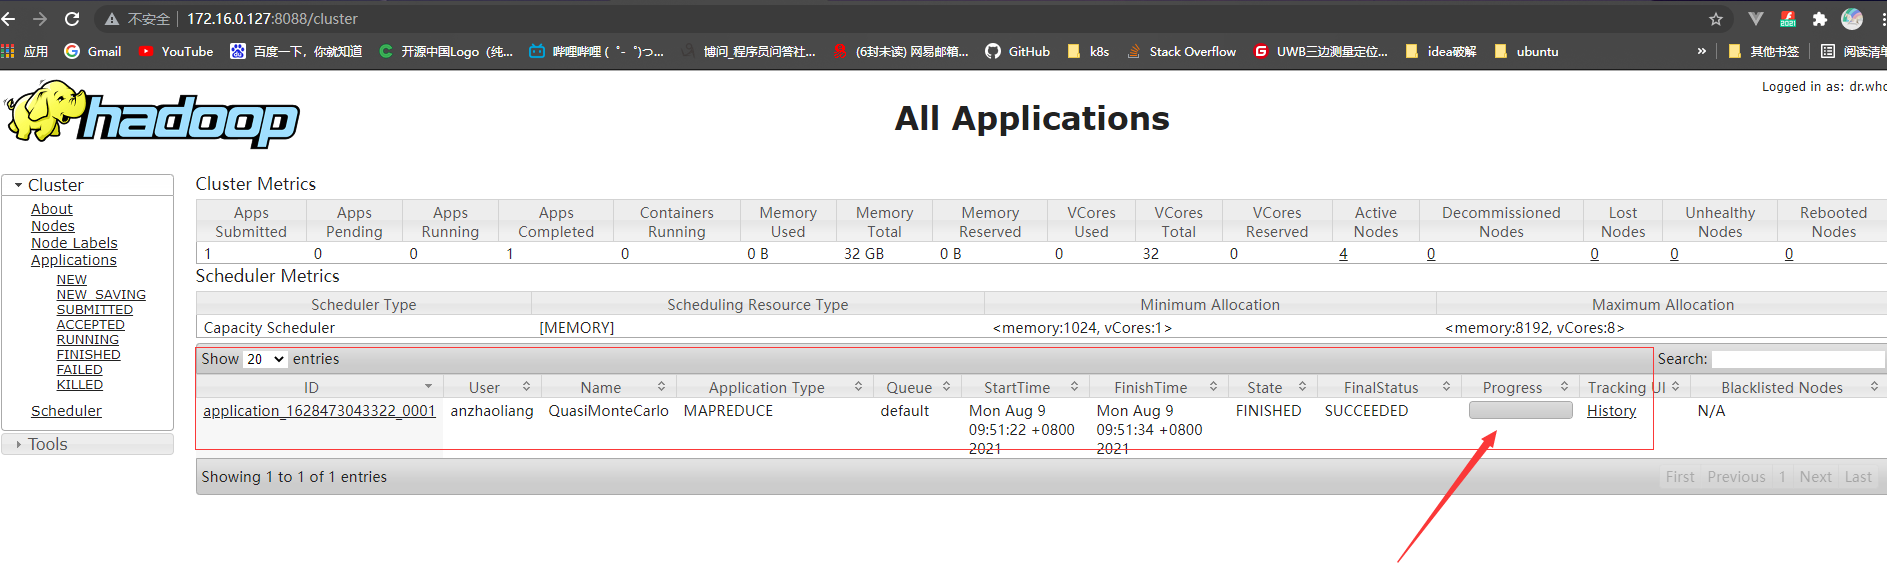 不安全 172.16.0.127:8088/cluster
应用 Gmail YouTube 百度一下，你就知道 开源中国Logo（纯... 哔哩哔哩 (゜-゜)つ... 博问_程序员问答社... (6封未读) 网易邮箱... GitHub k8s Stack Overflow UWB三边测量定位... idea破解 ubuntu » 其他书签 阅读清单
hadoop
Logged in as: dr.who
All Applications
Cluster
About
Nodes
Node Labels
Applications
NEW
NEW_SAVING
SUBMITTED
ACCEPTED
RUNNING
FINISHED
FAILED
KILLED
Scheduler
Tools
Cluster Metrics
Apps Submitted Apps Pending Apps Running Apps Completed Containers Running Memory Used Memory Total Memory Reserved VCores Used VCores Total VCores Reserved Active Nodes Decommissioned Nodes Lost Nodes Unhealthy Nodes Rebooted Nodes
1 0 0 1 0 0 B 32 GB 0 B 0 32 0 4 0 0 0 0
Scheduler Metrics
Scheduler Type Scheduling Resource Type Minimum Allocation Maximum Allocation
Capacity Scheduler [MEMORY] <memory:1024, vCores:1> <memory:8192, vCores:8>
Show 20 entries Search:
ID User Name Application Type Queue StartTime FinishTime State FinalStatus Progress Tracking UI Blacklisted Nodes
application_1628473043322_0001 anzhaoliang QuasiMonteCarlo MAPREDUCE default Mon Aug 9 09:51:22 +0800 2021 Mon Aug 9 09:51:34 +0800 2021 FINISHED SUCCEEDED History N/A
Showing 1 to 1 of 1 entries First Previous 1 Next Last